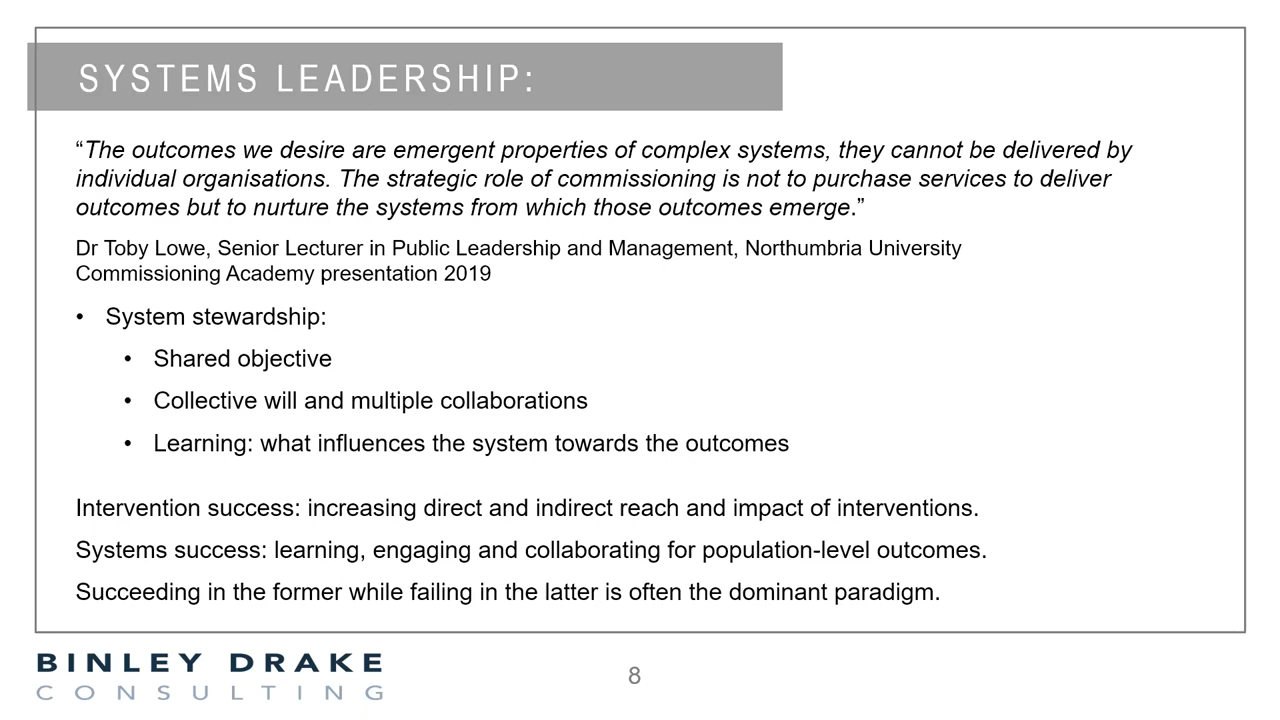 SYSTEMS LEADERSHIP:
“The outcomes we desire are emergent properties of complex systems, they cannot be delivered by
individual organisations. The strategic role of commissioning is not to purchase services to deliver
outcomes but to nurture the systems from which those outcomes emerge.”
Dr Toby Lowe, Senior Lecturer in Public Leadership and Management, Northumbria University
Commissioning Academy presentation 2019
• System stewardship:
• Shared objective
• Collective will and multiple collaborations
• Learning: what influences the system towards the outcomes
Intervention success: increasing direct and indirect reach and impact of interventions.
Systems success: learning, engaging and collaborating for population-level outcomes.
Succeeding in the former while failing in the latter is often the dominant paradigm.
BINLEY DRAKE
CONSULTING
8